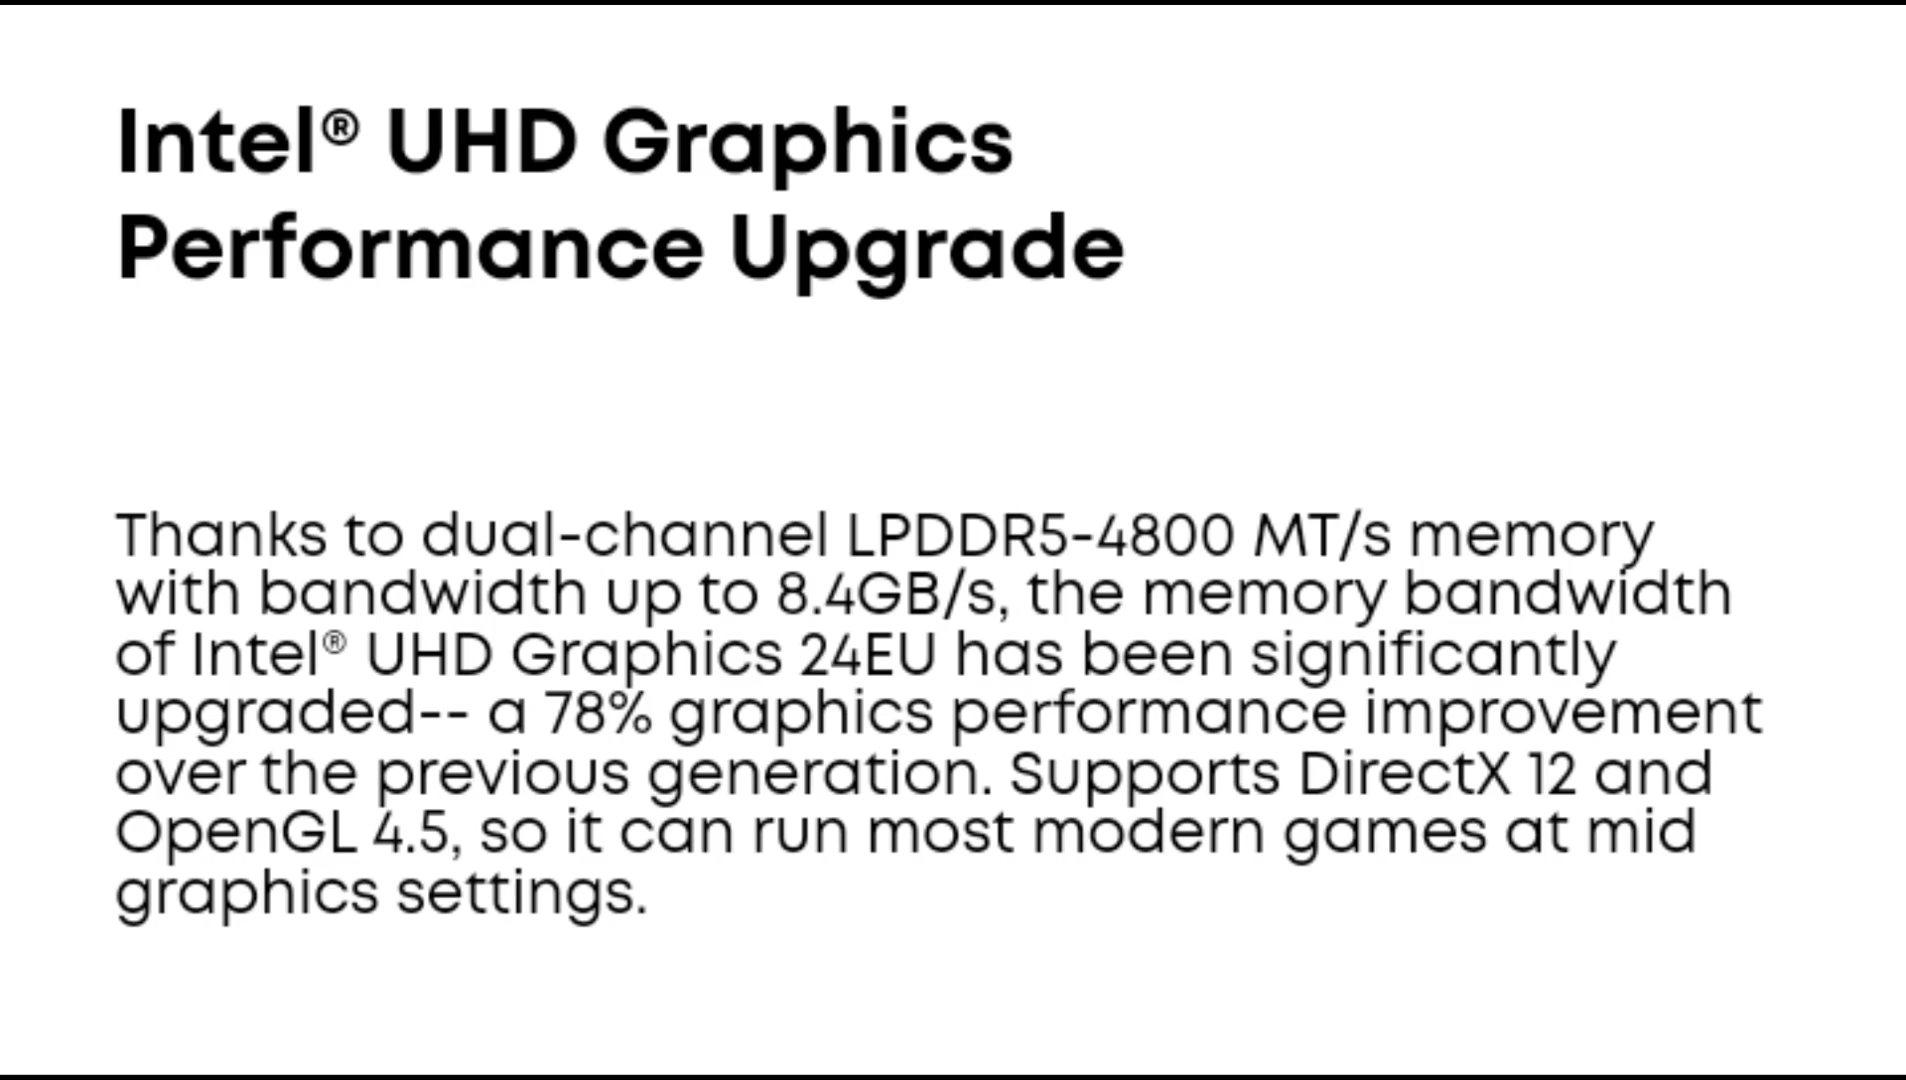 Intel® UHD Graphics
Performance Upgrade
Thanks to dual-channel LPDDR5-4800 MT/s memory
with bandwidth up to 8.4GB/s, the memory bandwidth
of Intel® UHD Graphics 24EU has been significantly
upgraded-- a 78% graphics performance improvement
over the previous generation. Supports DirectX 12 and
OpenGL 4.5, so it can run most modern games at mid
graphics settings.